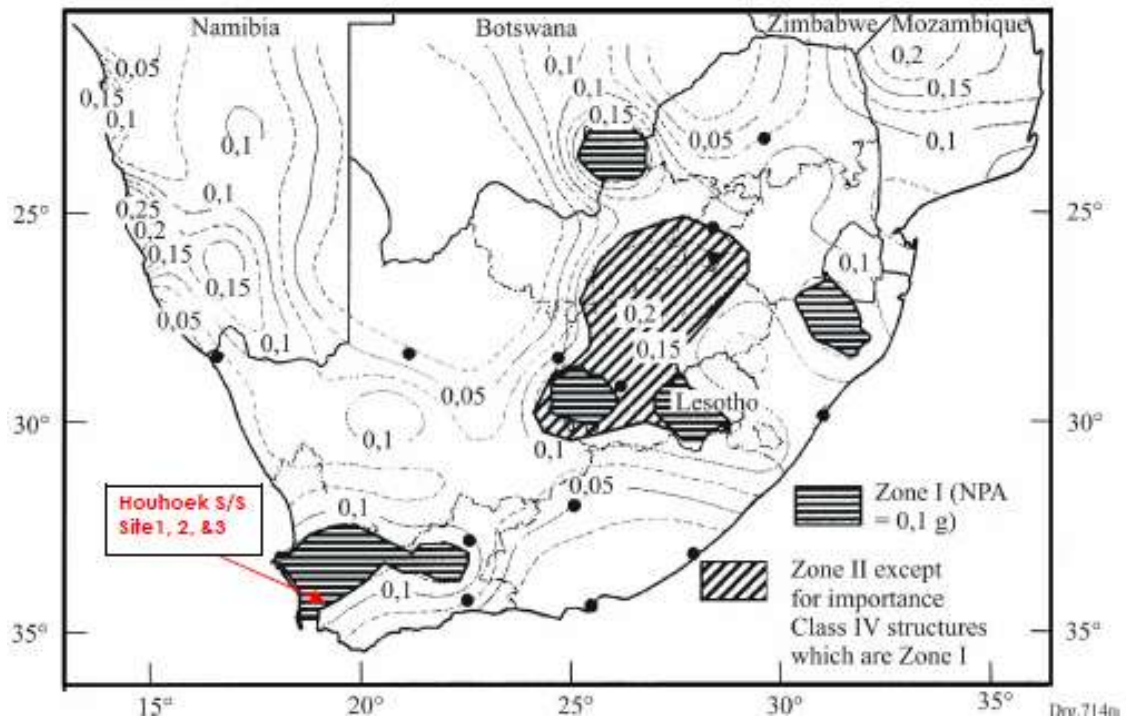 Namibia
Botswana
Zimbabwe
Mozambique
0,05
0,15
0,1
0,1
0,1
0,1
0,15
0,05
0,2
0,15
0,1
25°
0,25
0,2
0,15
0,15
0,05
0,1
0,1
25°
0,1
0,2
0,15
0,05
Lesotho
30°
0,1
0,1
30°
0,05
Houhoek S/S
Site1, 2, &3
0,1
0,1
Zone I (NPA
= 0,1 g)
Zone II except
for importance
Class IV structures
which are Zone I
35°
35°
15°
20°
25°
30°
35°
Drg.714n